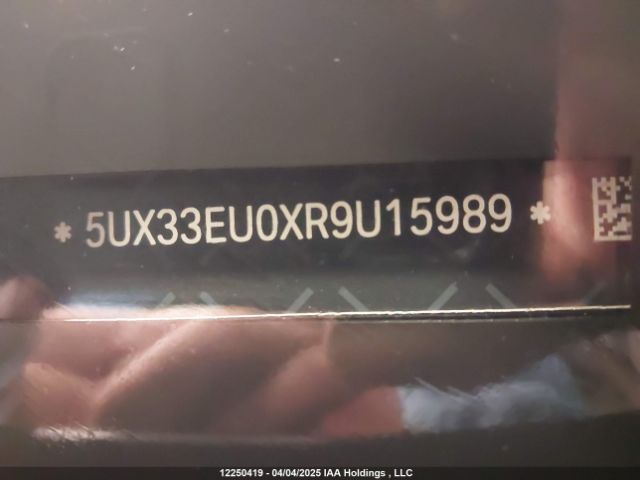 * 5UX33EU0XR9U15989 *
12250419 - 04/04/2025 IAA Holdings , LLC